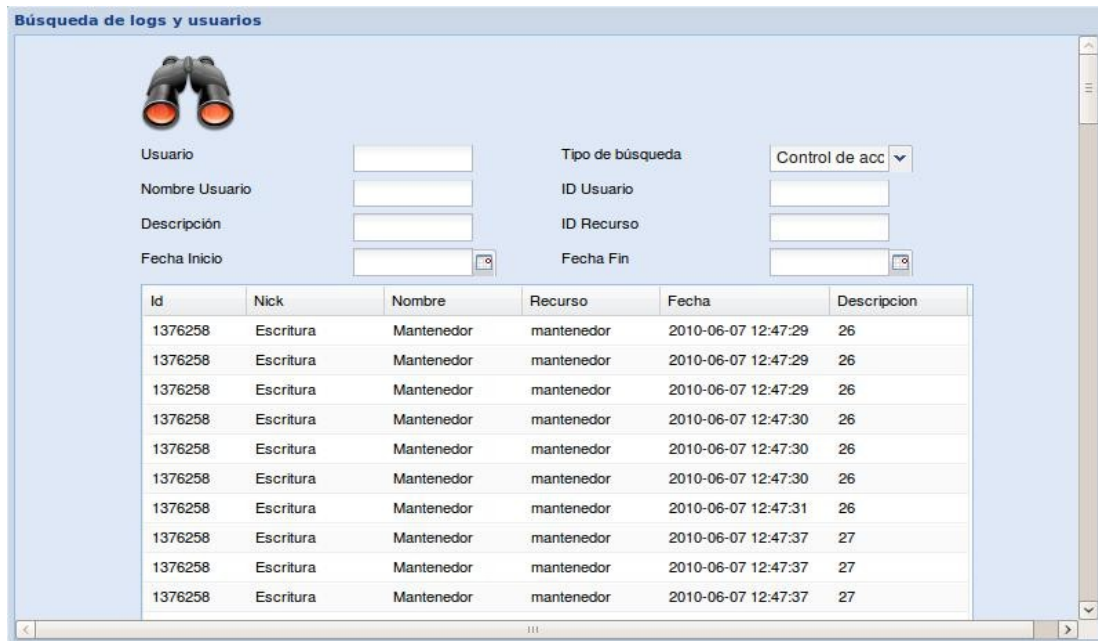 Búsqueda de logs y usuarios
Usuario Tipo de búsqueda Control de acc
Nombre Usuario ID Usuario
Descripción ID Recurso
Fecha Inicio Fecha Fin
Id Nick Nombre Recurso Fecha Descripcion
1376258 Escritura Mantenedor mantenedor 2010-06-07 12:47:29 26
1376258 Escritura Mantenedor mantenedor 2010-06-07 12:47:29 26
1376258 Escritura Mantenedor mantenedor 2010-06-07 12:47:29 26
1376258 Escritura Mantenedor mantenedor 2010-06-07 12:47:30 26
1376258 Escritura Mantenedor mantenedor 2010-06-07 12:47:30 26
1376258 Escritura Mantenedor mantenedor 2010-06-07 12:47:30 26
1376258 Escritura Mantenedor mantenedor 2010-06-07 12:47:31 26
1376258 Escritura Mantenedor mantenedor 2010-06-07 12:47:37 27
1376258 Escritura Mantenedor mantenedor 2010-06-07 12:47:37 27
1376258 Escritura Mantenedor mantenedor 2010-06-07 12:47:37 27